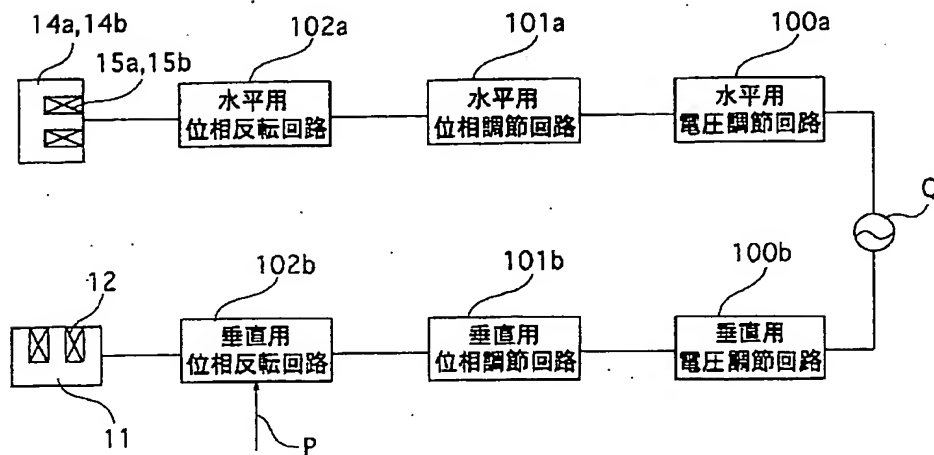 14a,14b
102a
101a
100a
15a,15b
水平用
位相反転回路
水平用
位相調節回路
水平用
電圧調節回路
Q
102b
101b
100b
12
垂直用
位相反転回路
垂直用
位相調節回路
垂直用
電圧調節回路
11
P